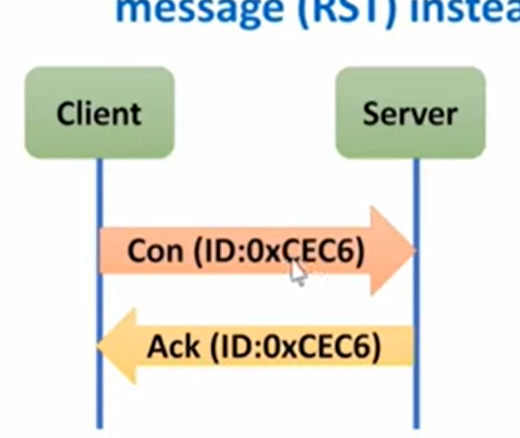 message (RST) instea
Client
Server
Con (ID:0xCEC6)
Ack (ID:0xCEC6)